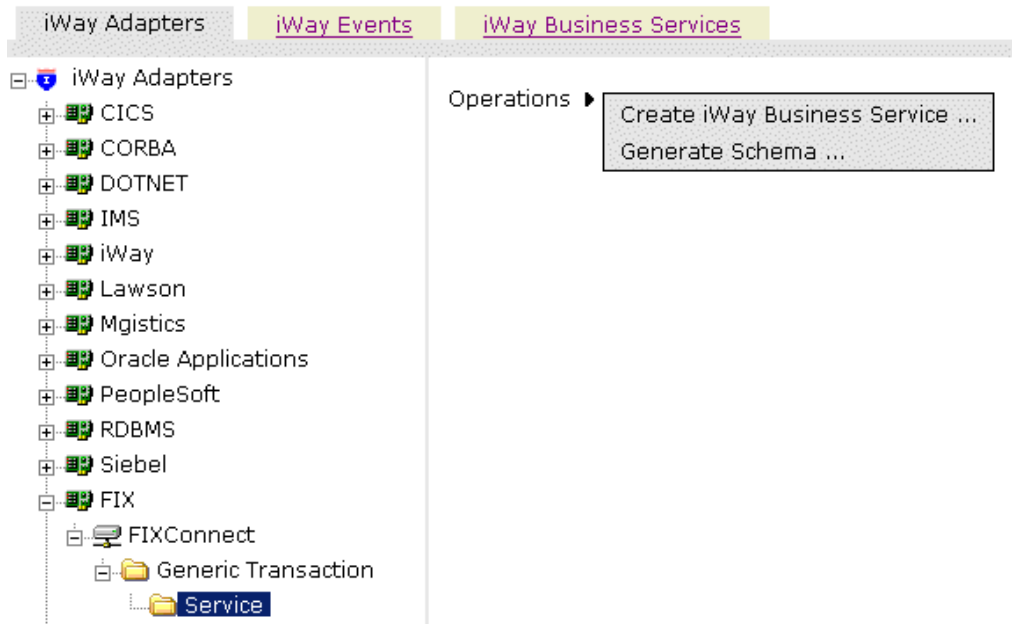 iWay Adapters iWay Events iWay Business Services
iWay Adapters
CICS
CORBA
DOTNET
IMS
iWay
Lawson
Mgistics
Oracle Applications
PeopleSoft
RDBMS
Siebel
FIX
FIXConnect
Generic Transaction
Service
Operations
Create iWay Business Service ...
Generate Schema ...